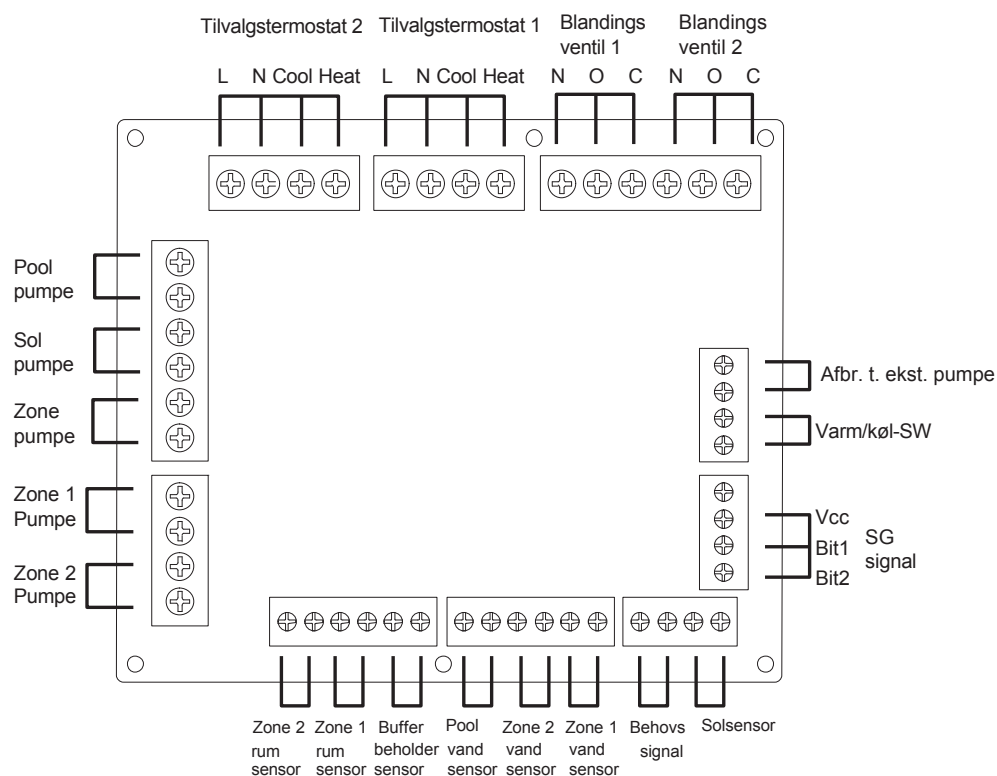 Tilvalgstermostat 2
Tilvalgstermostat 1
Blandings
ventil 1
Blandings
ventil 2
L N Cool Heat
L N Cool Heat
N O C
N O C
Pool
pumpe
Sol
pumpe
Zone
pumpe
Zone 1
Pumpe
Zone 2
Pumpe
Afbr. t. ekst. pumpe
Varm/køl-SW
Vcc
Bit1
Bit2
SG
signal
Zone 2
rum
sensor
Zone 1
rum
sensor
Buffer
beholder
sensor
Pool
vand
sensor
Zone 2
vand
sensor
Zone 1
vand
sensor
Behovs
signal
Solsensor